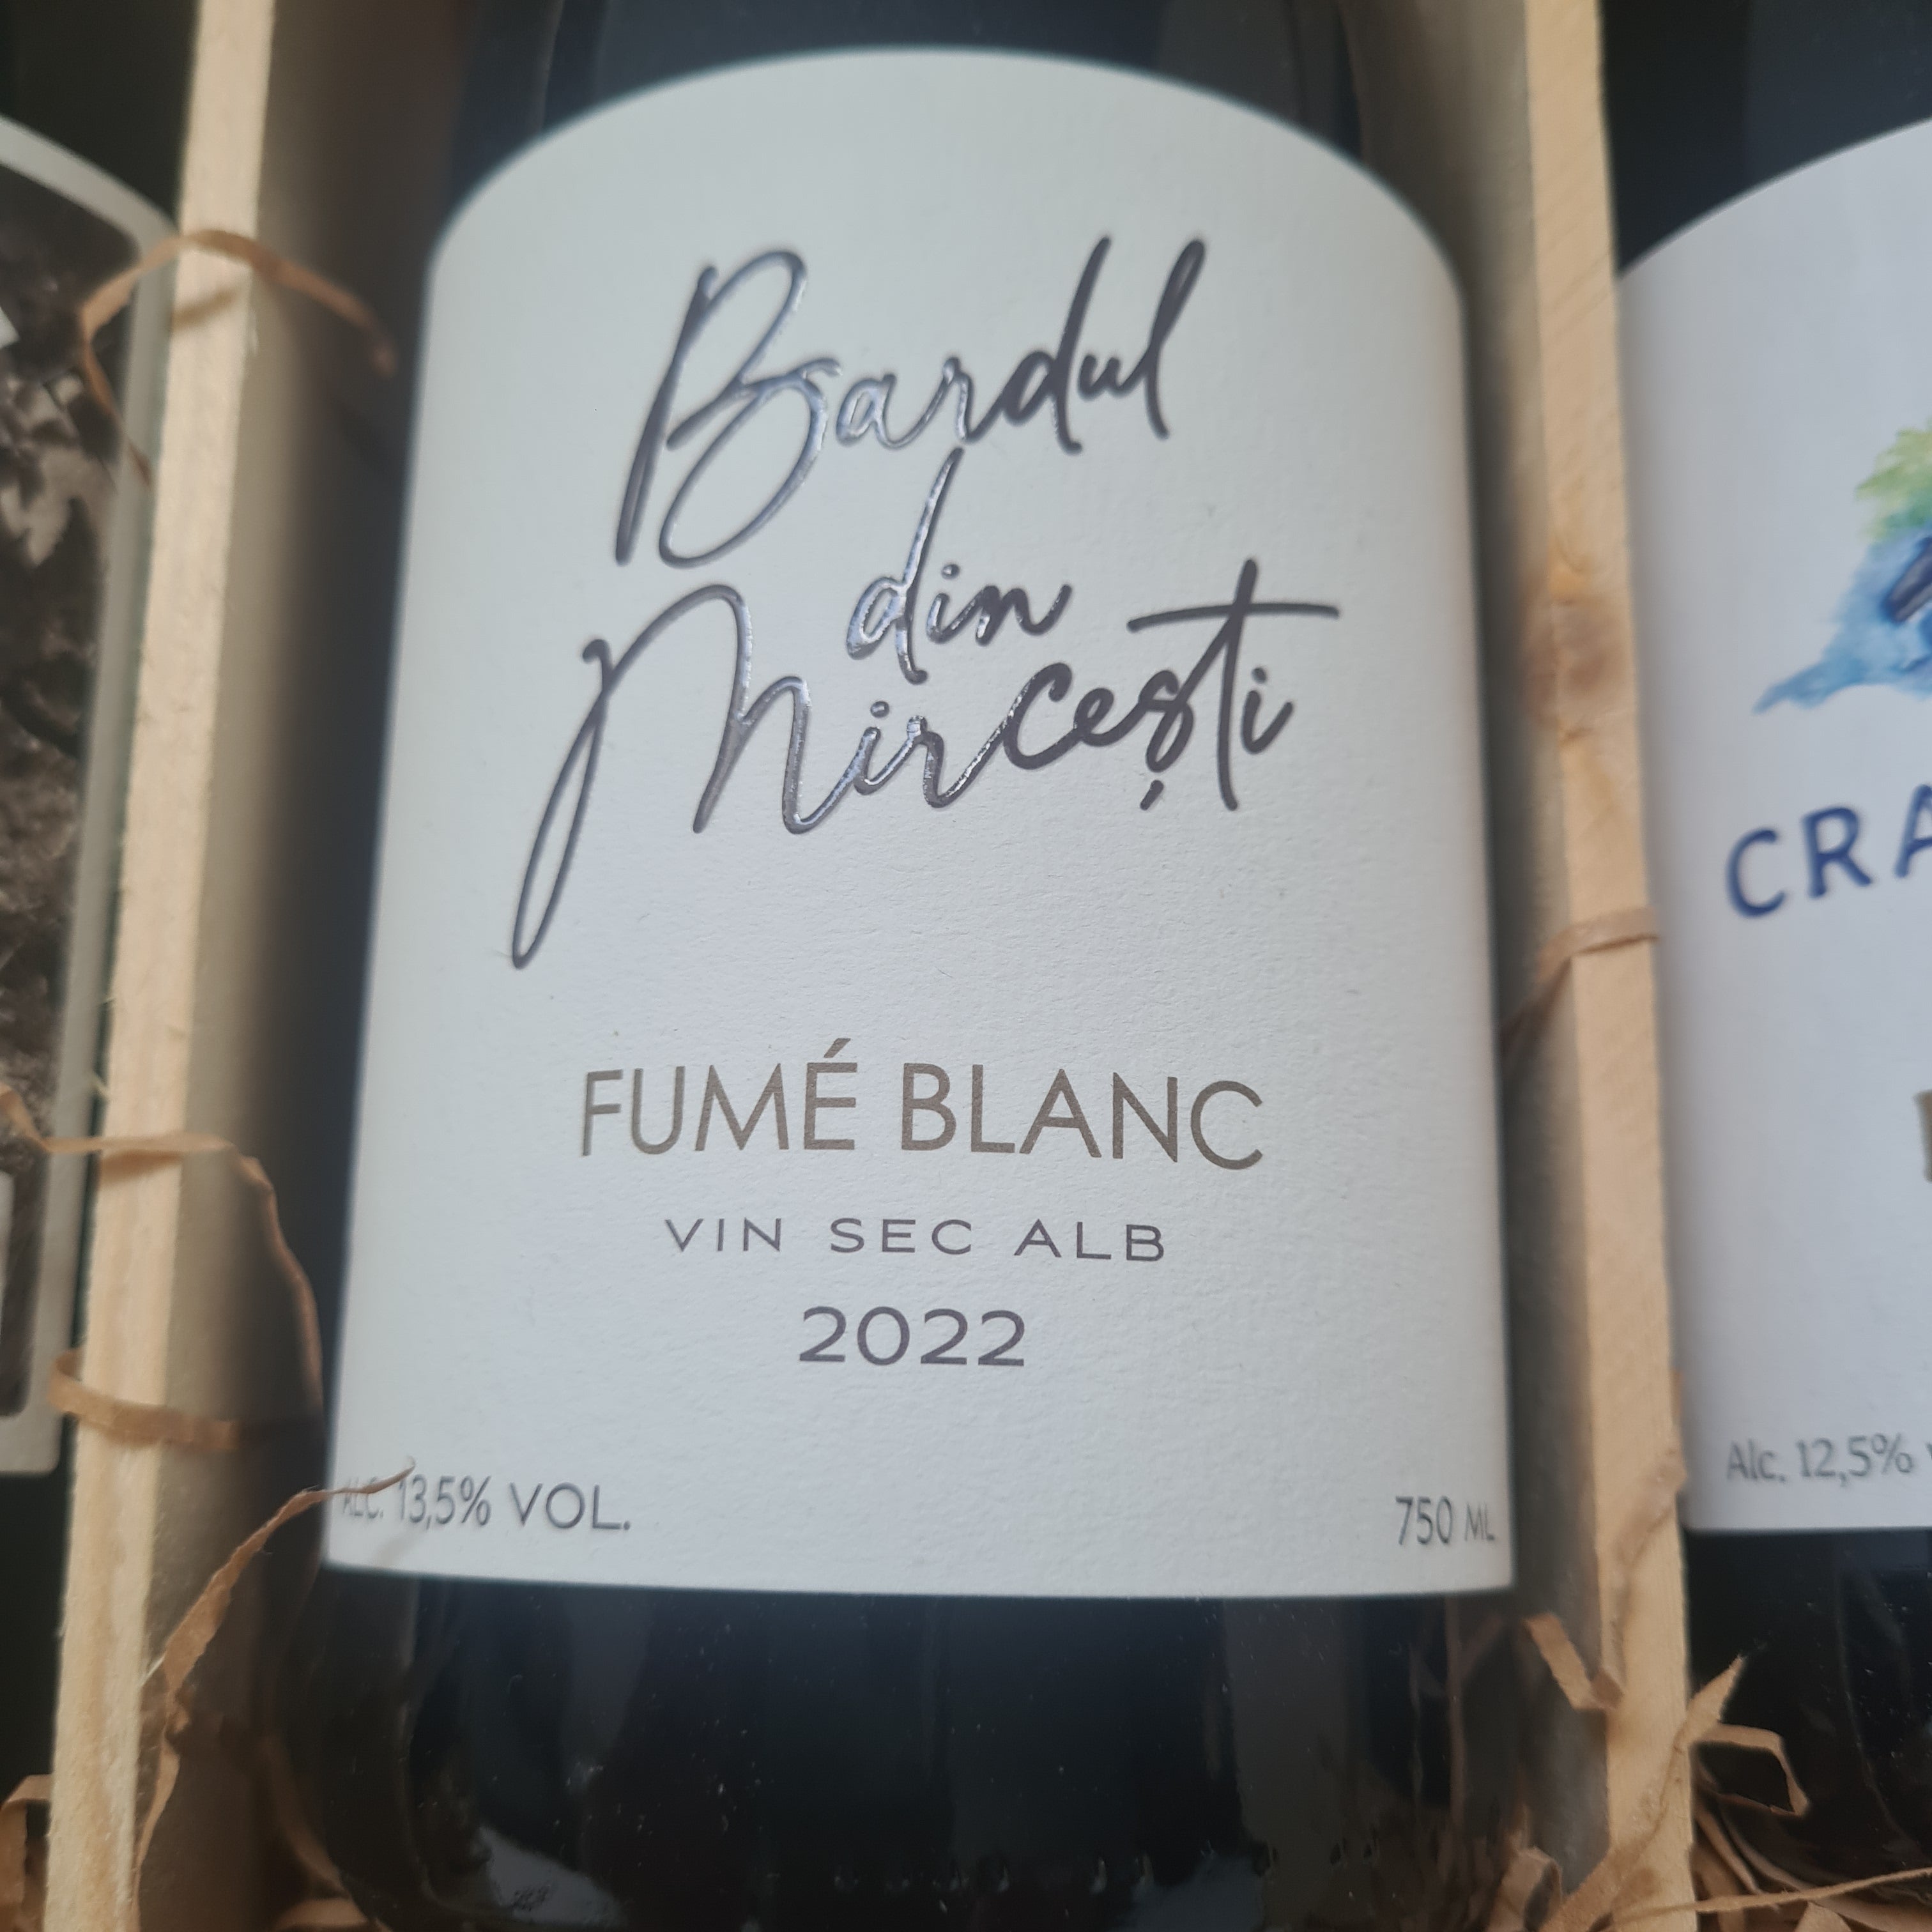 Bardul
din
Mircești
FUMÉ BLANC
VIN SEC ALB
2022
ALC. 13,5% VOL.
750 ML
CRA
Alc. 12,5%